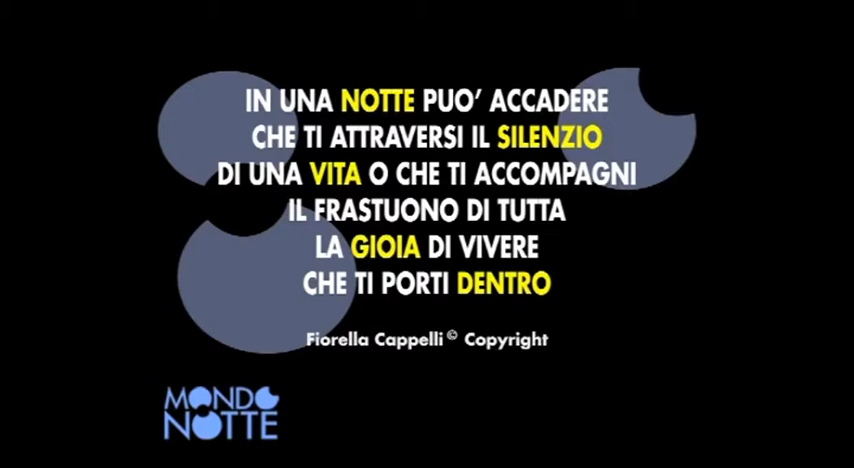 IN UNA NOTTE PUO' ACCADERE
CHE TI ATTRAVERSI IL SILENZIO
DI UNA VITA O CHE TI ACCOMPAGNI
IL FRASTUONO DI TUTTA
LA GIOIA DI VIVERE
CHE TI PORTI DENTRO
Fiorella Cappelli © Copyright
MONDO
NOTTE